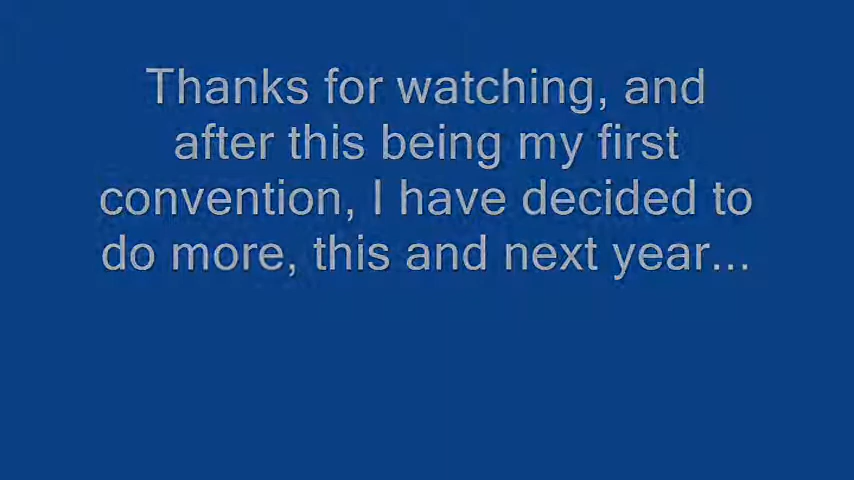 Thanks for watching, and
after this being my first
convention, I have decided to
do more, this and next year...